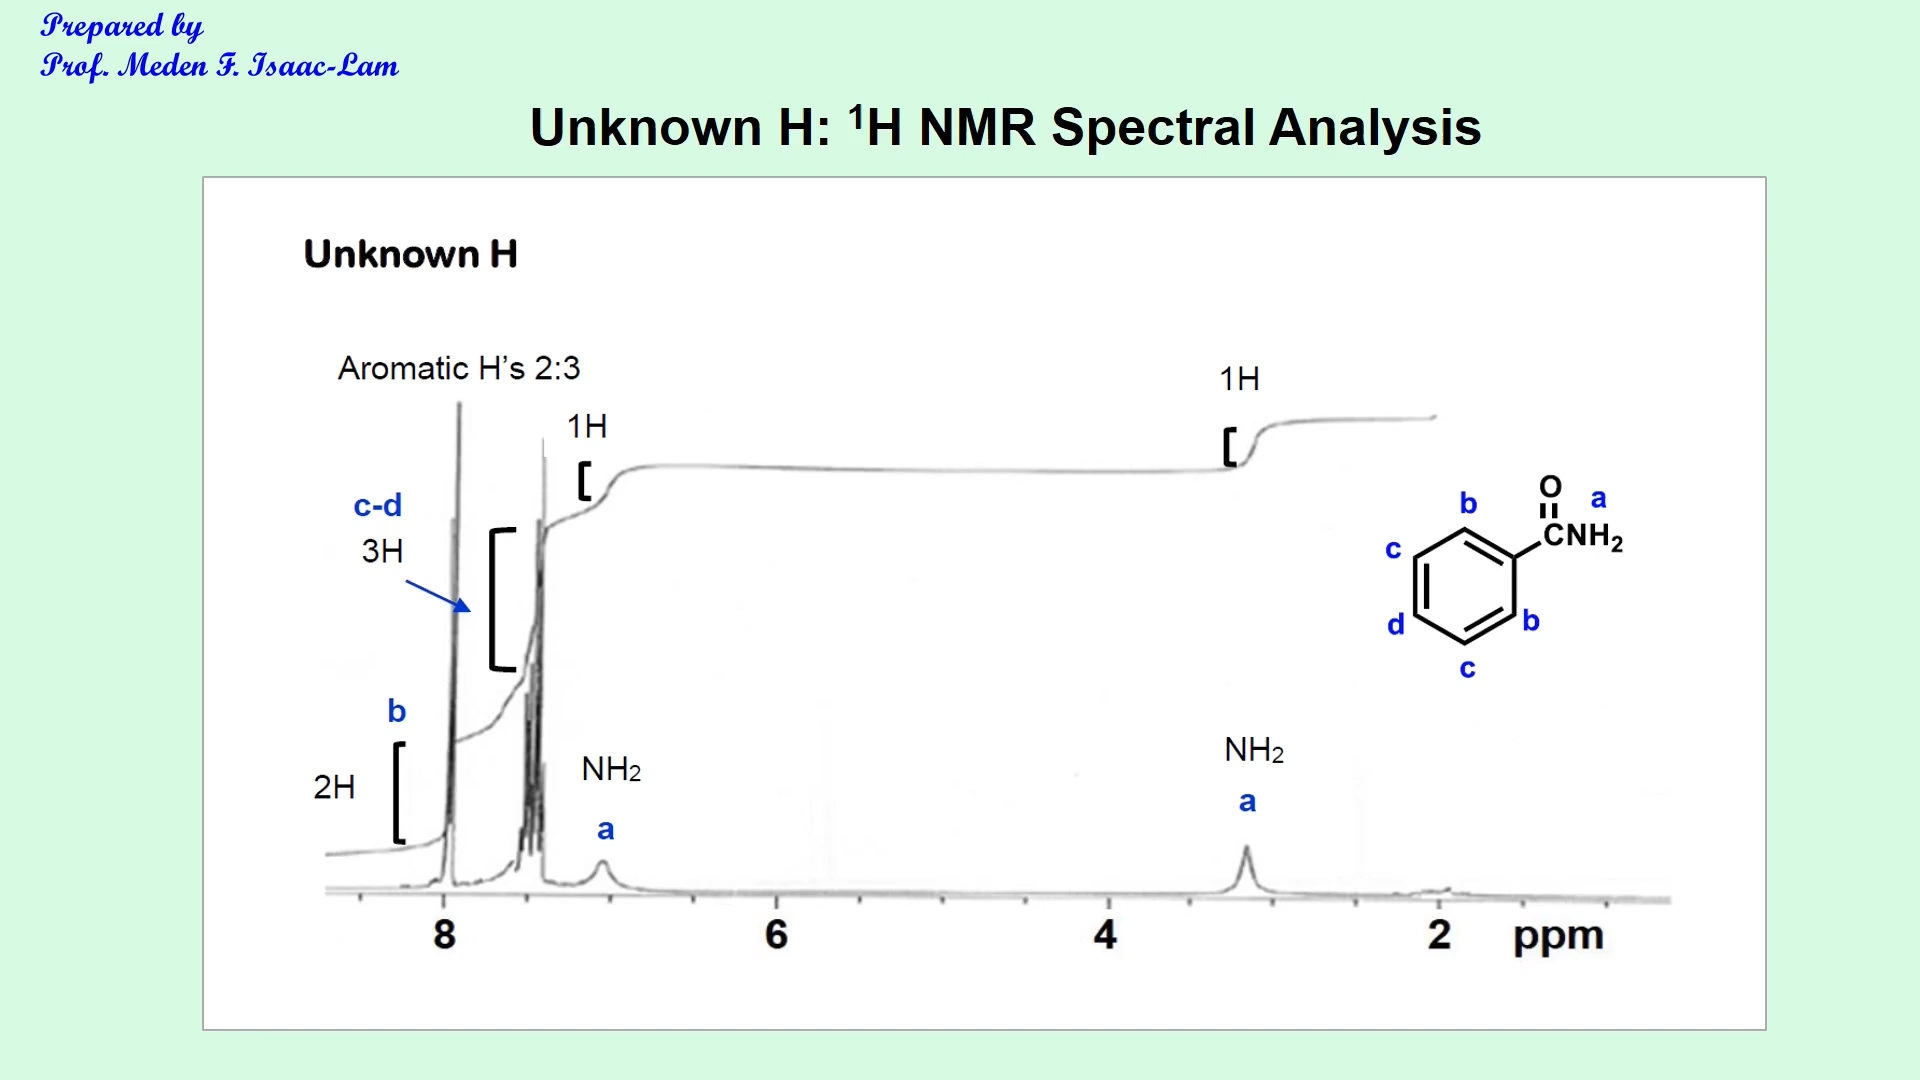 Prepared by
Prof. Meden F. Isaac-Lam
Unknown H: ¹H NMR Spectral Analysis
Unknown H
Aromatic H's 2:3
1H
1H
c-d
3H
b
2H
NH₂
a
NH₂
a
O
a
b
CNH₂
c
d
b
c
8
6
4
2
ppm